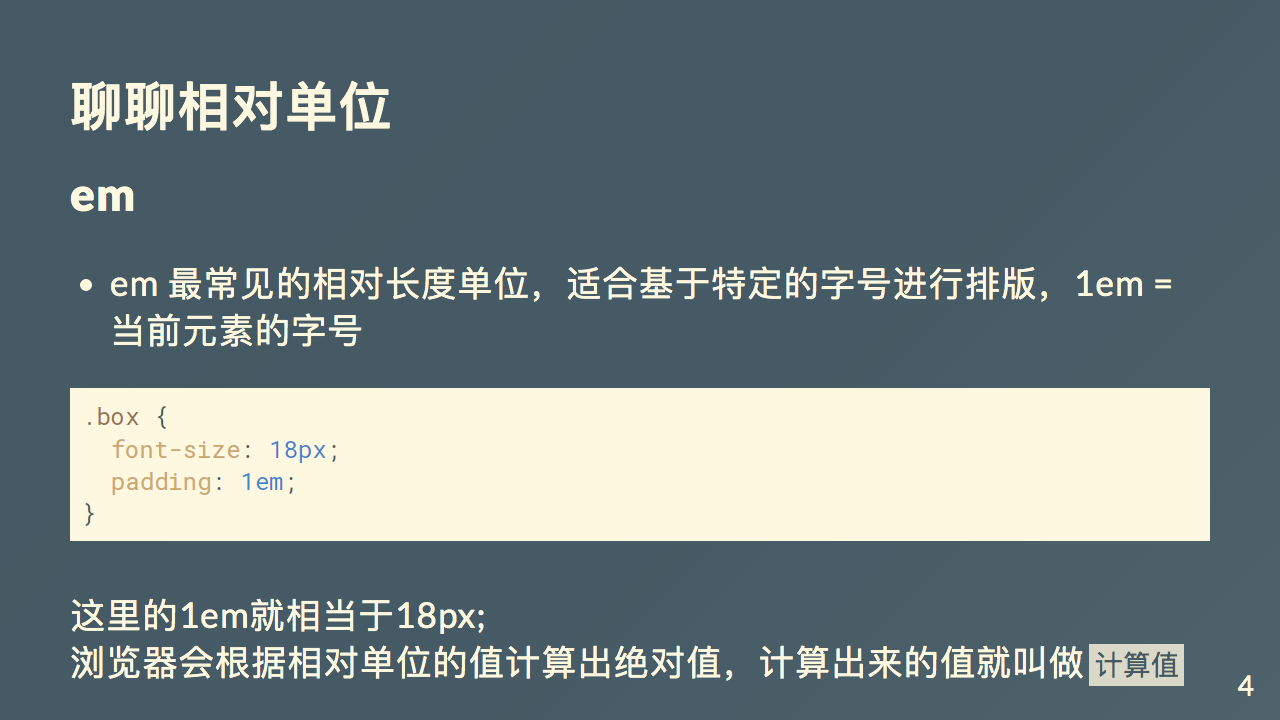 聊聊相对单位
em
• em 最常见的相对长度单位，适合基于特定的字号进行排版，1em =
当前元素的字号
.box {
  font-size: 18px;
  padding: 1em;
}
这里的1em就相当于18px;
浏览器会根据相对单位的值计算出绝对值，计算出来的值就叫做 计算值
4